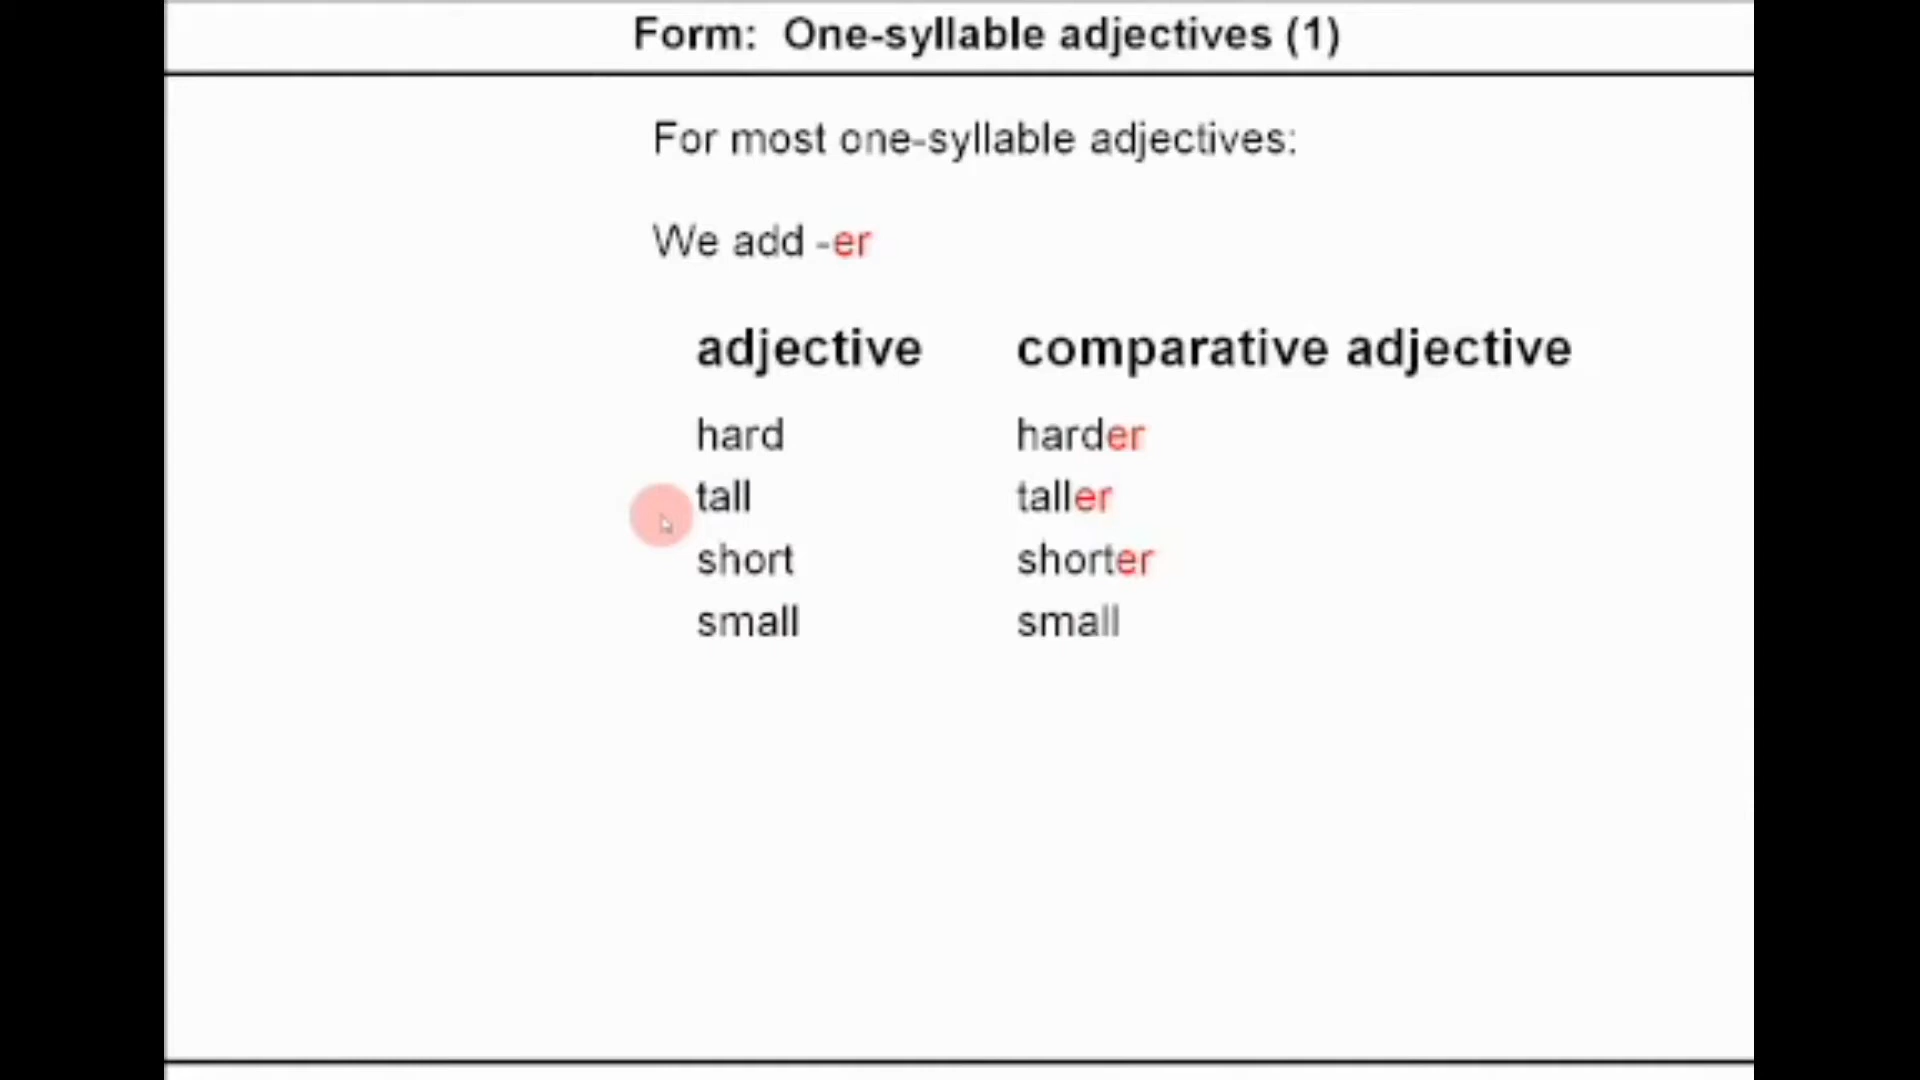 Form: One-syllable adjectives (1)
For most one-syllable adjectives:
We add -er
adjective comparative adjective
hard harder
tall taller
short shorter
small small